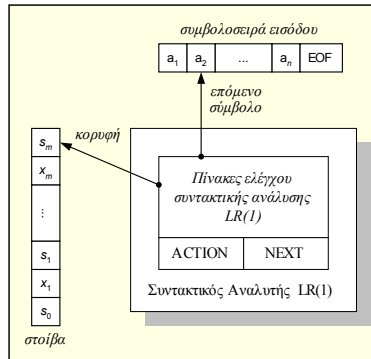 συμβολοσειρά εισόδου
a1 a2 ... an EOF
επόμενο
σύμβολο
κορυφή
sm
xm
⋮
s1
x1
s0
στοίβα
Πίνακες ελέγχου
συντακτικής ανάλυσης
LR(1)
ACTION NEXT
Συντακτικός Αναλυτής LR(1)